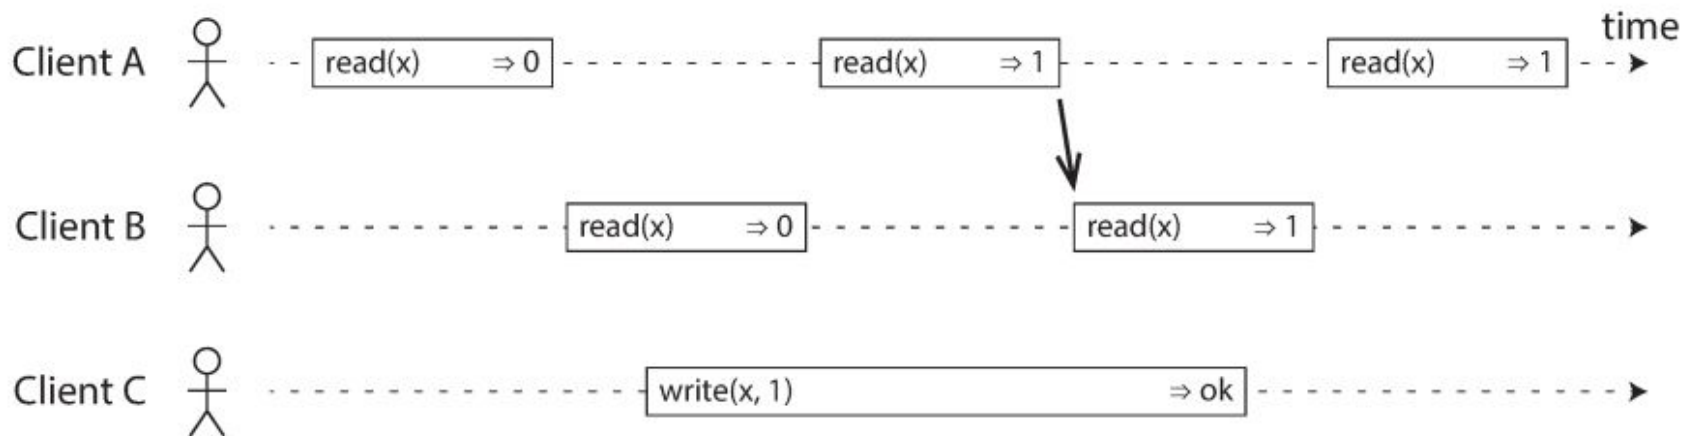 time
Client A read(x) ⇒ 0 read(x) ⇒ 1 read(x) ⇒ 1
Client B read(x) ⇒ 0 read(x) ⇒ 1
Client C write(x, 1) ⇒ ok